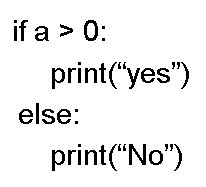 if a > 0:
print(“yes”)
else:
print(“No”)